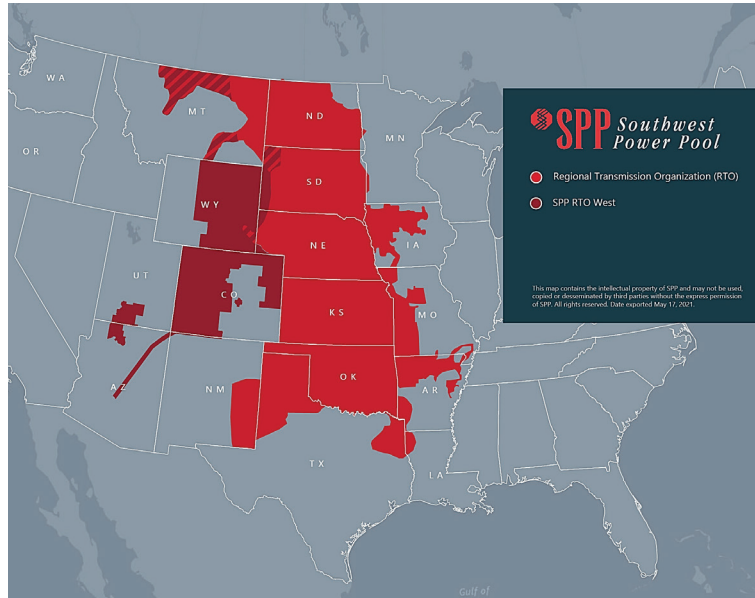 WA
MT
ND
MN
OR
SD
WY
NE
IA
UT
CO
KS
MO
AZ
NM
OK
AR
TX
LA
Gulf of
SPP Southwest
Power Pool
Regional Transmission Organization (RTO)
SPP RTO West
This map contains the intellectual property of SPP and may not be used,
copied or desseminated by third parties without the express permission
of SPP. All rights reserved. Date exported May 17, 2021.